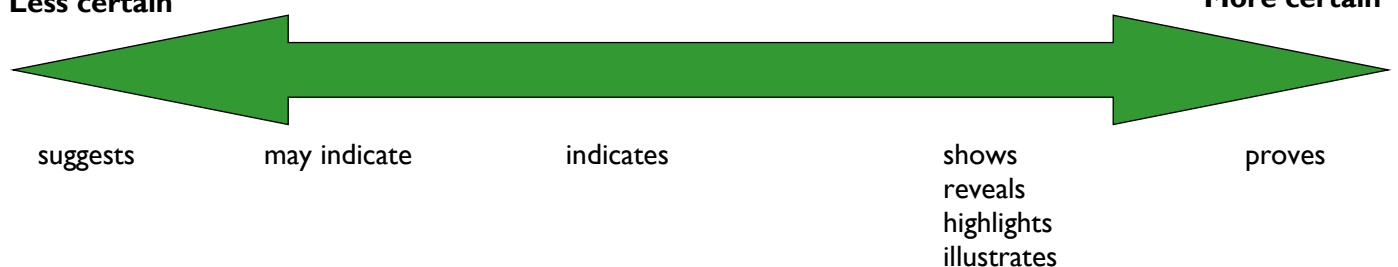 Less certain
More certain
suggests
may indicate
indicates
shows
reveals
highlights
illustrates
proves